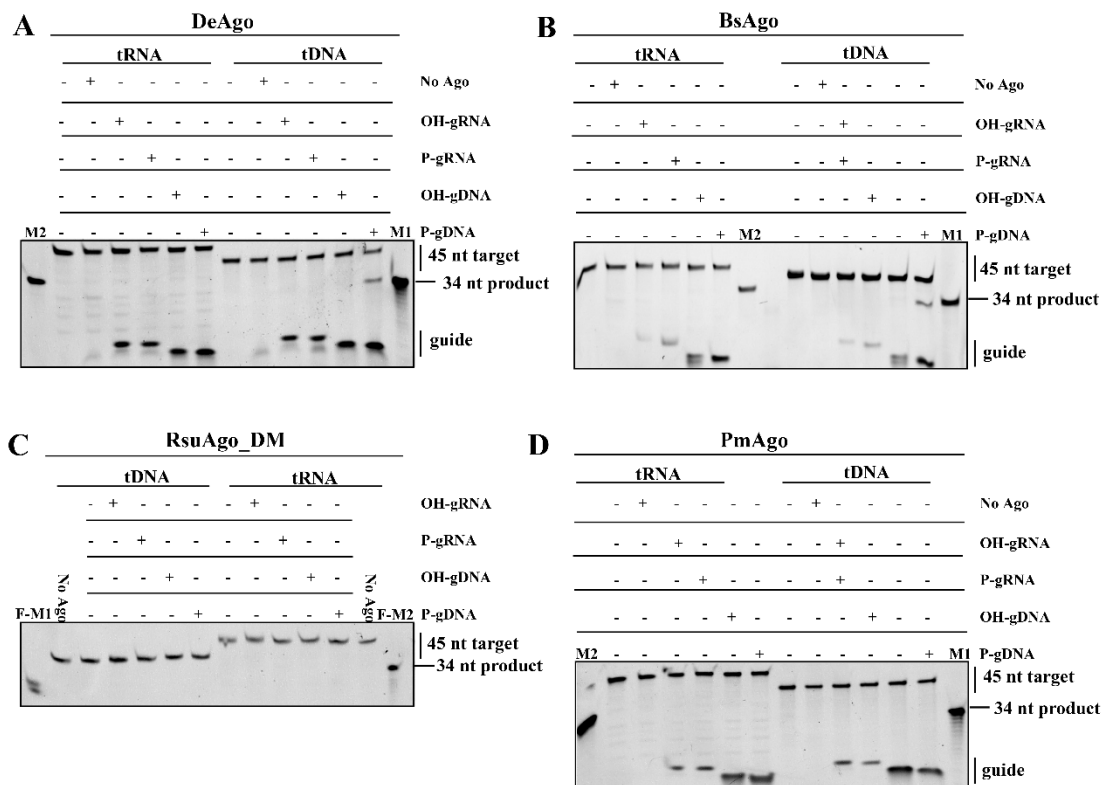 A
DeAgo
tRNA tDNA
- + - - - - - + - - - - No Ago
- - + - - - - - + - - - OH-gRNA
- - - + - - - - - + - - P-gRNA
- - - - + - - - - - + - OH-gDNA
M2 - - - - - + - - - - - + M1 P-gDNA
45 nt target
34 nt product
guide
B
BsAgo
tRNA tDNA
- + - - - - - + - - - - No Ago
- - + - - - - - + - - - OH-gRNA
- - - + - - - - + - - - P-gRNA
- - - - + - - - - + - - OH-gDNA
- - - - - + M2 - - - - - + M1 P-gDNA
45 nt target
34 nt product
guide
C
RsuAgo_DM
tDNA tRNA
- + - - - - + - - - OH-gRNA
- - + - - - - + - - P-gRNA
- - - + - - - - + - OH-gDNA
F-M1 No Ago - - - - + - - - - + No Ago F-M2 P-gDNA
45 nt target
34 nt product
D
PmAgo
tRNA tDNA
- + - - - - - + - - - - No Ago
- - + - - - - - + - - - OH-gRNA
- - - + - - - - + - - - P-gRNA
- - - - + - - - - + - - OH-gDNA
M2 - - - - - + - - - - - + M1 P-gDNA
45 nt target
34 nt product
guide